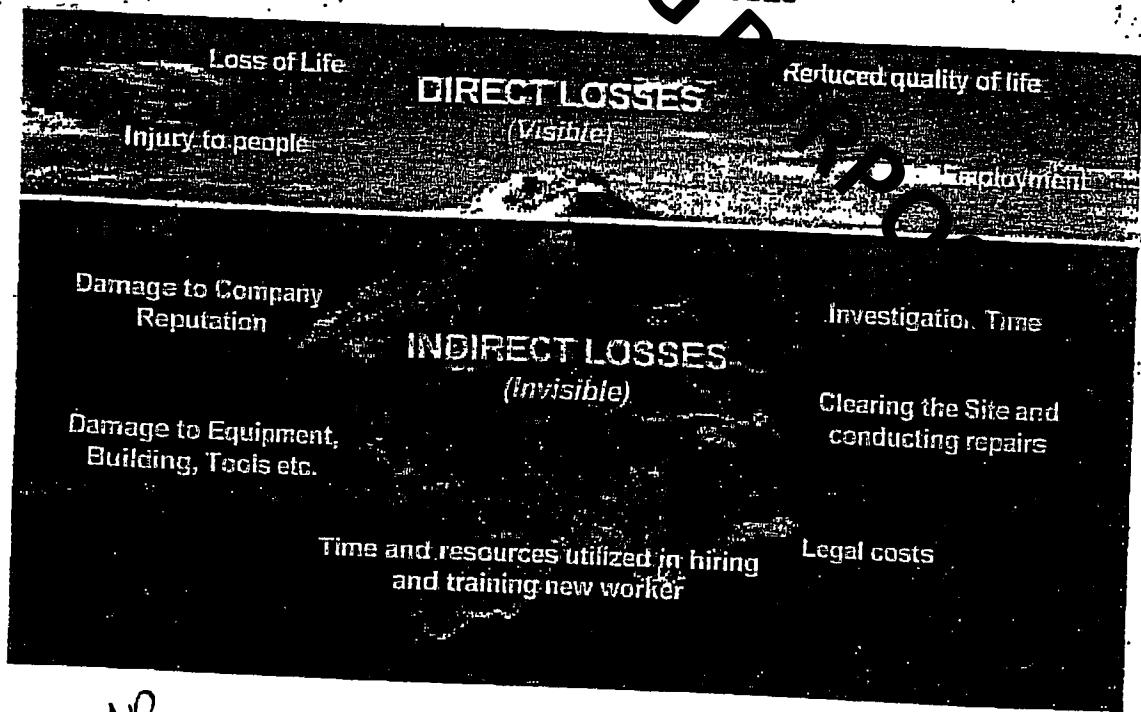 Loss of Life
DIRECT LOSSES
(Visible)
Reduced quality of life
Injury to people
Employment
Damage to Company
Reputation
INDIRECT LOSSES
(Invisible)
Investigation Time
Damage to Equipment,
Building, Tools etc.
Clearing the Site and
conducting repairs
Time and resources utilized in hiring
and training new worker
Legal costs